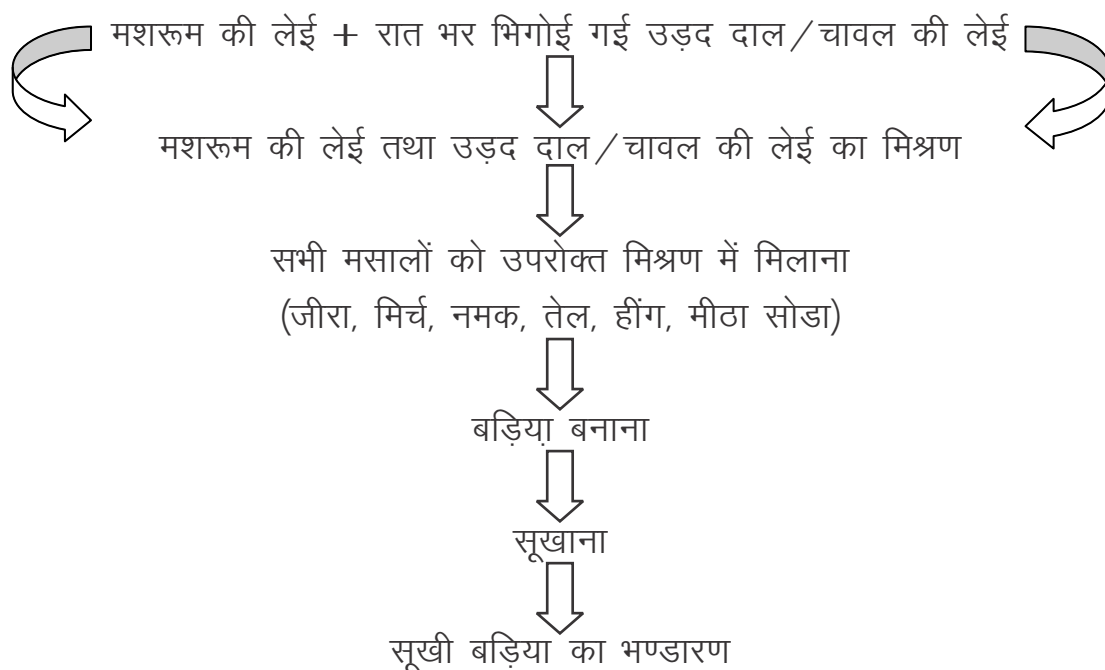 मशरूम की लेई + रात भर भिगोई गई उड़द दाल/चावल की लेई
मशरूम की लेई तथा उड़द दाल/चावल की लेई का मिश्रण
सभी मसालों को उपरोक्त मिश्रण में मिलाना
(जीरा, मिर्च, नमक, तेल, हींग, मीठा सोडा)
बड़िया़ बनाना
सूखाना
सूखी बड़िया का भण्डारण